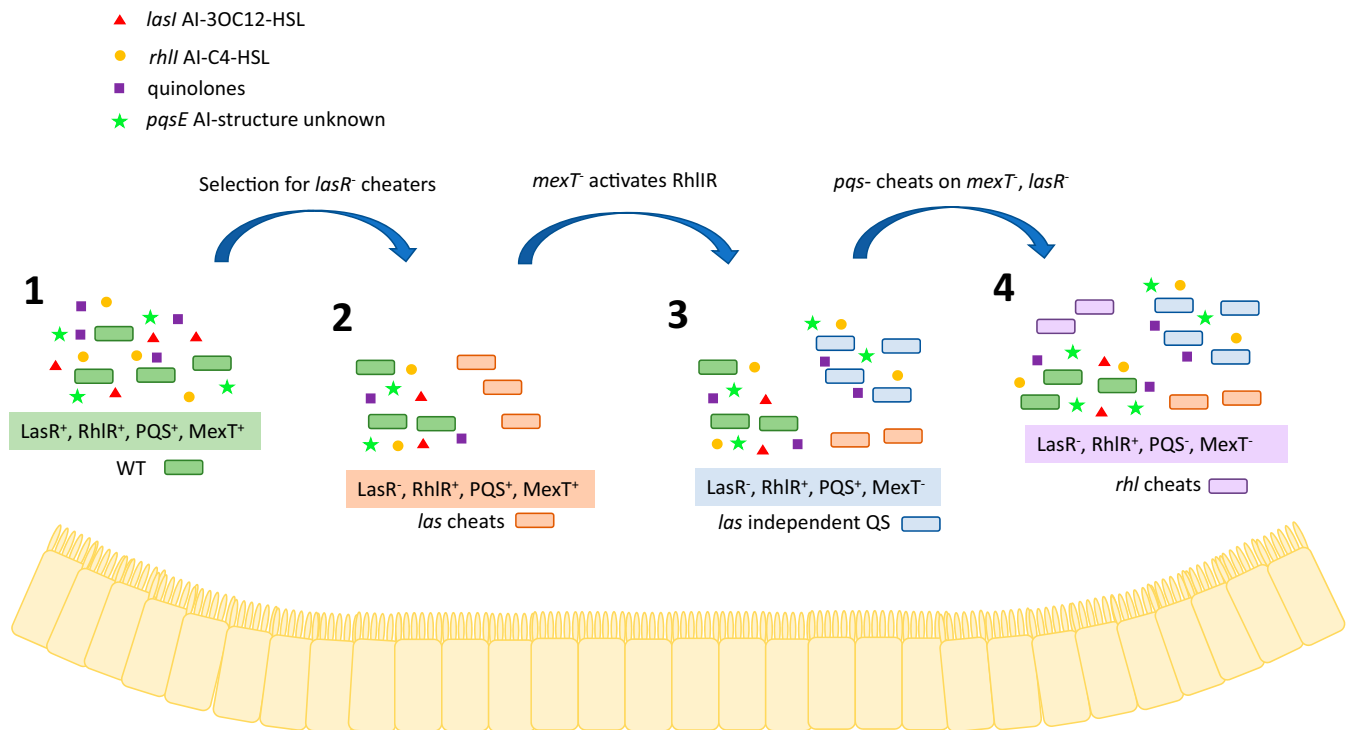 lasI AI-3OC12-HSL
rhlI AI-C4-HSL
quinolones
pqsE AI-structure unknown
Selection for lasR⁻ cheaters
mexT⁻ activates RhlIR
pqs- cheats on mexT⁻, lasR⁻
1
LasR⁺, RhlR⁺, PQS⁺, MexT⁺
WT
2
LasR⁻, RhlR⁺, PQS⁺, MexT⁺
las cheats
3
LasR⁻, RhlR⁺, PQS⁺, MexT⁻
las independent QS
4
LasR⁻, RhlR⁺, PQS⁻, MexT⁻
rhl cheats